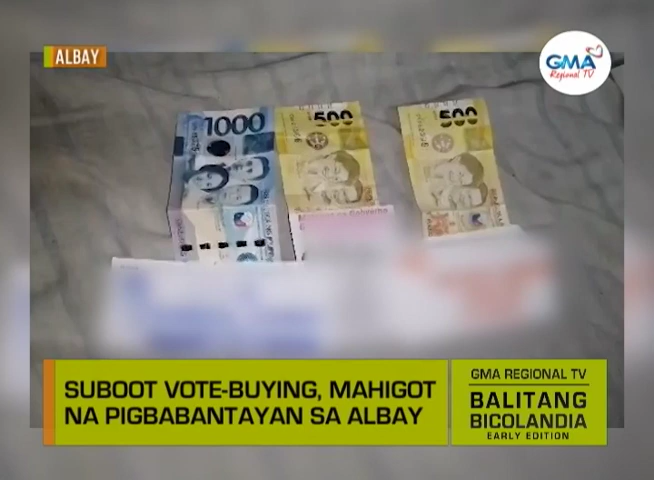 ALBAY
GMA
Regional TV
1000
500
500
SUBOOT VOTE-BUYING, MAHIGOT
NA PIGBABANTAYAN SA ALBAY
GMA REGIONAL TV
BALITANG
BICOLANDIA
EARLY EDITION